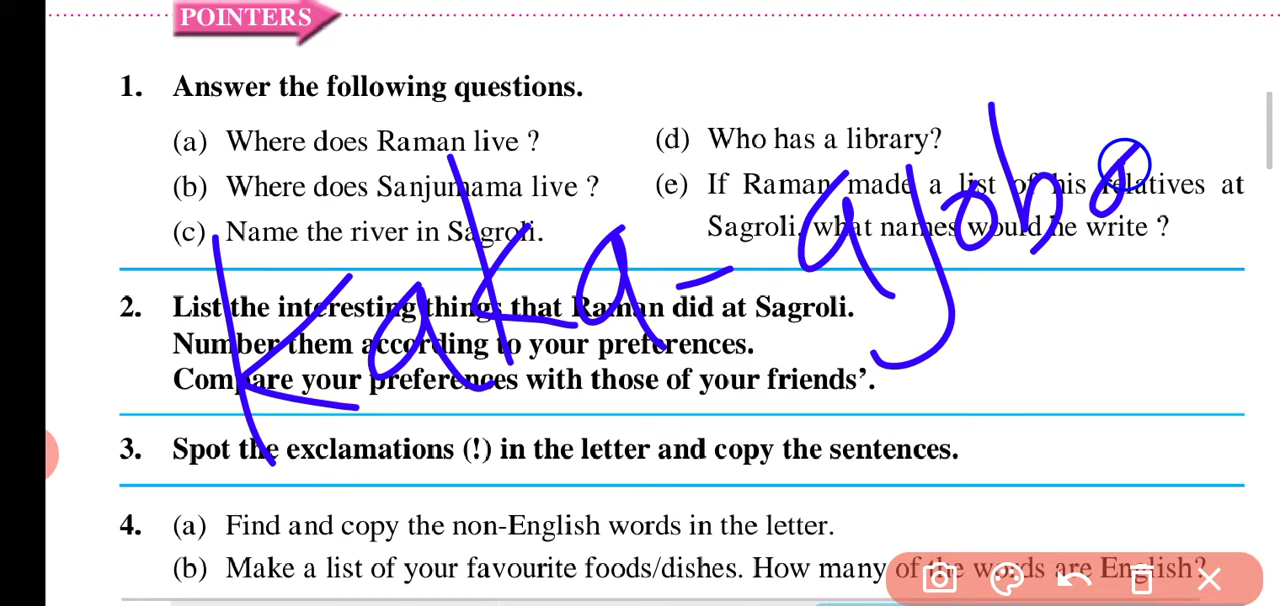 POINTERS
1. Answer the following questions.
(a) Where does Raman live ?
(b) Where does Sanjumama live ?
(c) Name the river in Sagroli.
(d) Who has a library?
(e) If Raman made a list of his relatives at
Sagroli, what names would he write ?
Kaka - ajoba
2. List the interesting things that Raman did at Sagroli.
Number them according to your preferences.
Compare your preferences with those of your friends’.
3. Spot the exclamations (!) in the letter and copy the sentences.
4. (a) Find and copy the non-English words in the letter.
(b) Make a list of your favourite foods/dishes. How many of the words are English?